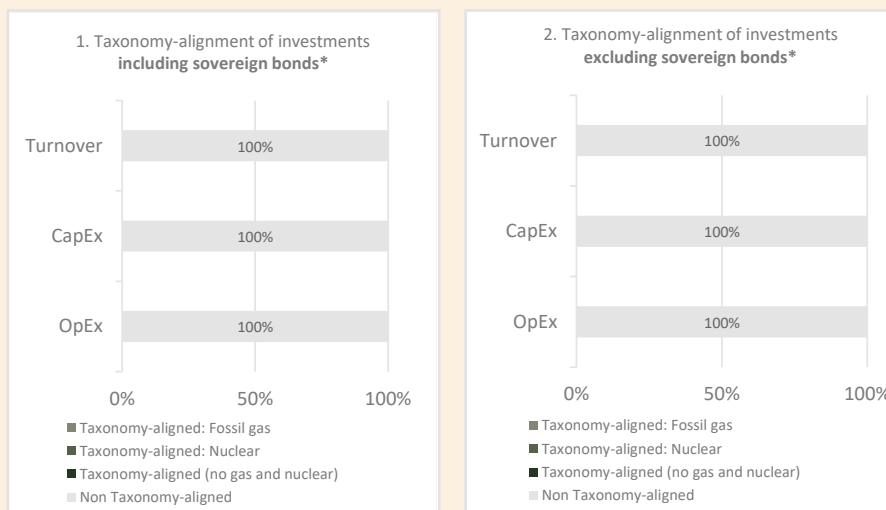 1. Taxonomy-alignment of investments
including sovereign bonds*
Turnover
100%
CapEx
100%
OpEx
100%
0%
50%
100%
Taxonomy-aligned: Fossil gas
Taxonomy-aligned: Nuclear
Taxonomy-aligned (no gas and nuclear)
Non Taxonomy-aligned
2. Taxonomy-alignment of investments
excluding sovereign bonds*
Turnover
100%
CapEx
100%
OpEx
100%
0%
50%
100%
Taxonomy-aligned: Fossil gas
Taxonomy-aligned: Nuclear
Taxonomy-aligned (no gas and nuclear)
Non Taxonomy-aligned